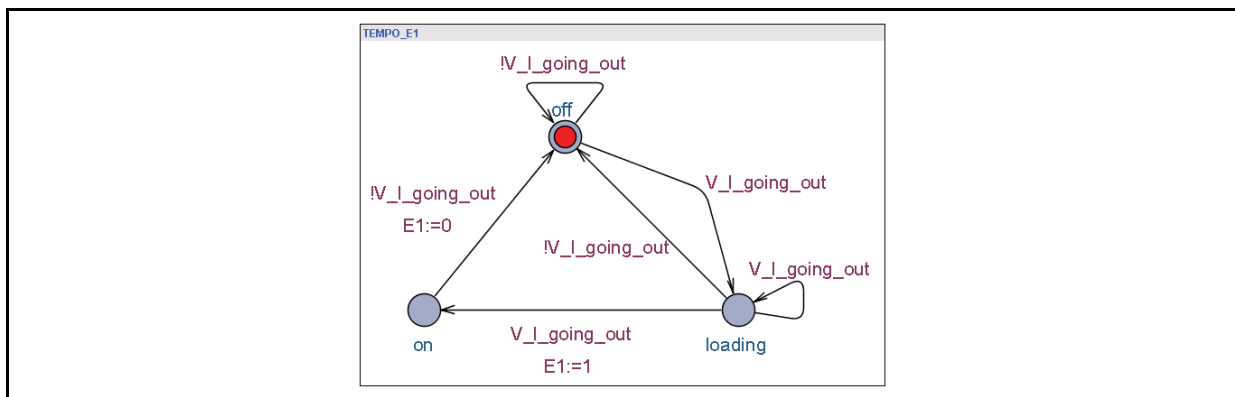 TEMPO_E1
!V_I_going_out
off
V_I_going_out
!V_I_going_out
E1:=0
!V_I_going_out
V_I_going_out
on
V_I_going_out
E1:=1
loading